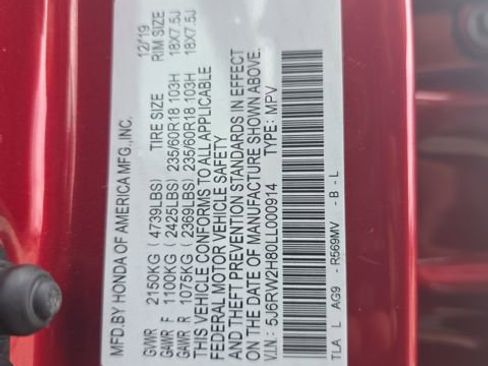 MFD.BY HONDA OF AMERICA MFG.,INC. 12/19
TIRE SIZE RIM SIZE
GVWR 2150KG ( 4739LBS)
GAWR F 1100KG ( 2425LBS) 235/60R18 103H 18X7.5J
GAWR R 1075KG ( 2369LBS) 235/60R18 103H 18X7.5J
THIS VEHICLE CONFORMS TO ALL APPLICABLE
FEDERAL MOTOR VEHICLE SAFETY
AND THEFT PREVENTION STANDARDS IN EFFECT
ON THE DATE OF MANUFACTURE SHOWN ABOVE.
V.I.N.: 5J6RW2H80LL000914 TYPE: MPV
TLA L AG9 - R569MV - B - L